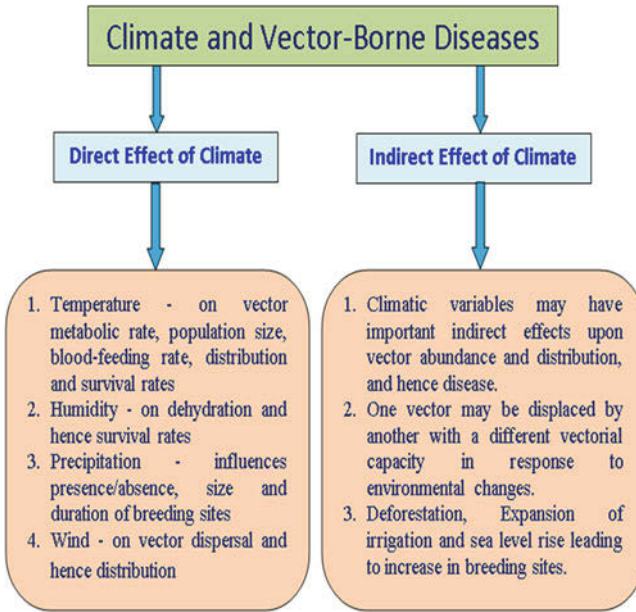 Climate and Vector-Borne Diseases
Direct Effect of Climate
1. Temperature - on vector
metabolic rate, population size,
blood-feeding rate, distribution
and survival rates
2. Humidity - on dehydration and
hence survival rates
3. Precipitation - influences
presence/absence, size and
duration of breeding sites
4. Wind - on vector dispersal and
hence distribution
Indirect Effect of Climate
1. Climatic variables may have
important indirect effects upon
vector abundance and distribution,
and hence disease.
2. One vector may be displaced by
another with a different vectorial
capacity in response to
environmental changes.
3. Deforestation, Expansion of
irrigation and sea level rise leading
to increase in breeding sites.